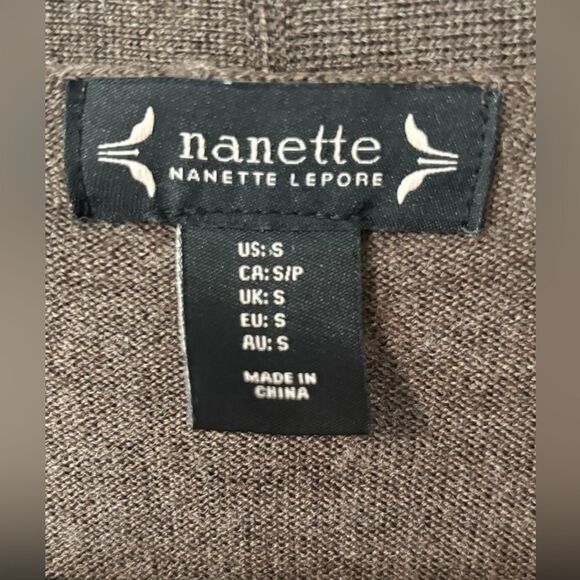 nanette
NANETTE LEPORE
US: S
CA: S/P
UK: S
EU: S
AU: S
MADE IN
CHINA